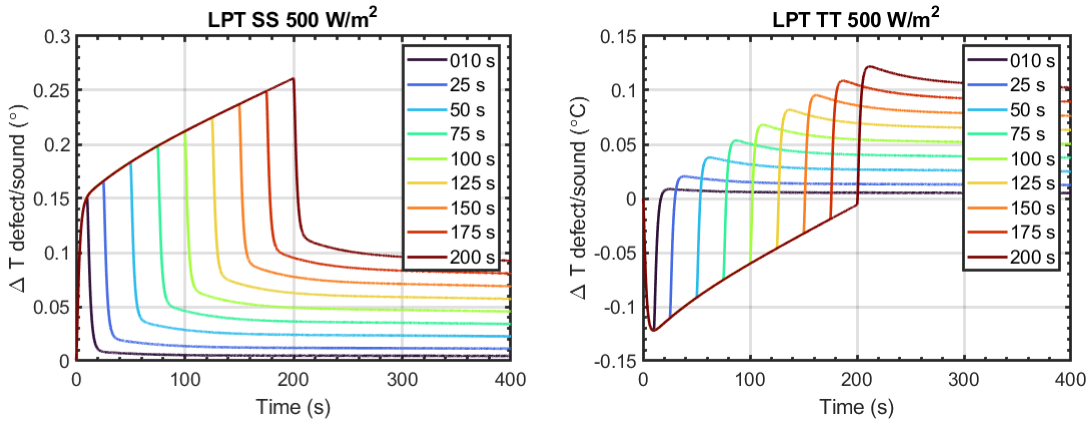 LPT SS 500 W/m²
0.3
0.25
0.2
0.15
0.1
0.05
0
Δ T defect/sound (°)
010 s
25 s
50 s
75 s
100 s
125 s
150 s
175 s
200 s
0 100 200 300 400
Time (s)
LPT TT 500 W/m²
0.15
0.1
0.05
0
-0.05
-0.1
-0.15
Δ T defect/sound (°C)
010 s
25 s
50 s
75 s
100 s
125 s
150 s
175 s
200 s
0 100 200 300 400
Time (s)